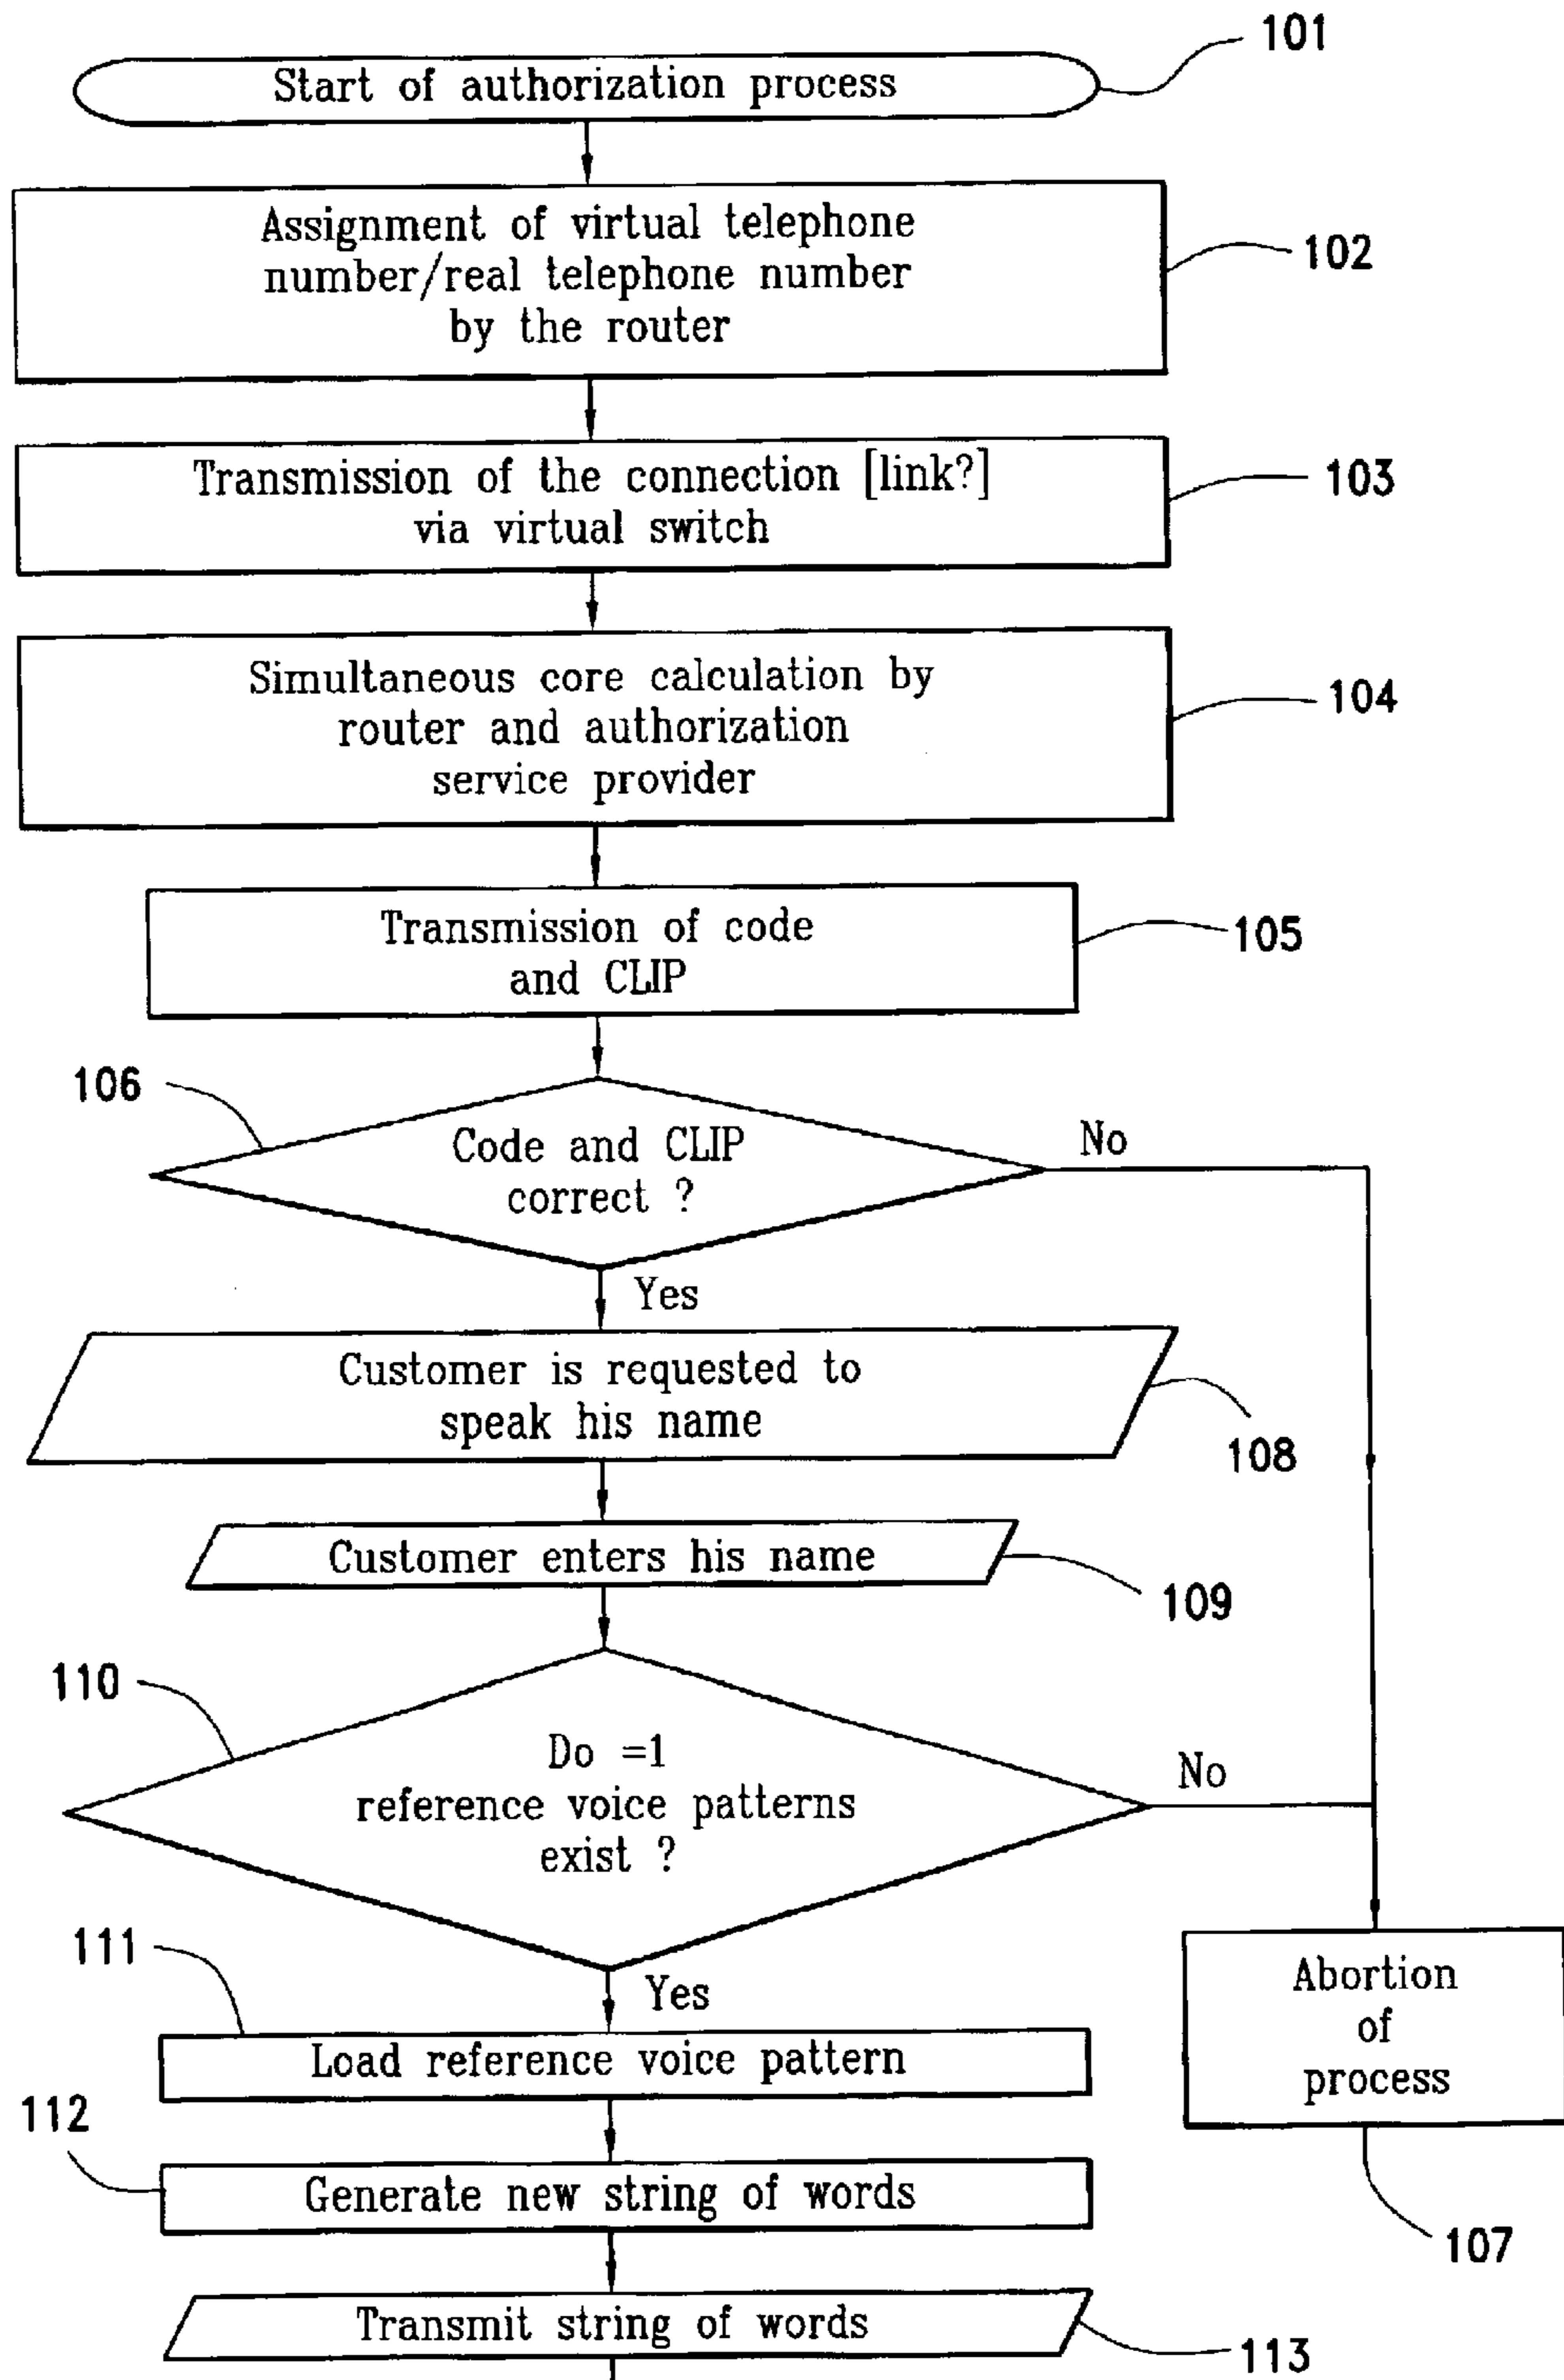 101
Start of authorization process
Assignment of virtual telephone
number/real telephone number
by the router
102
Transmission of the connection [link?]
via virtual switch
103
Simultaneous core calculation by
router and authorization
service provider
104
Transmission of code
and CLIP
105
106
Code and CLIP
correct ?
No
Yes
Customer is requested to
speak his name
108
Customer enters his name
109
110
Do =1
reference voice patterns
exist ?
No
Yes
111
Load reference voice pattern
Abortion
of
process
112
Generate new string of words
107
Transmit string of words
113